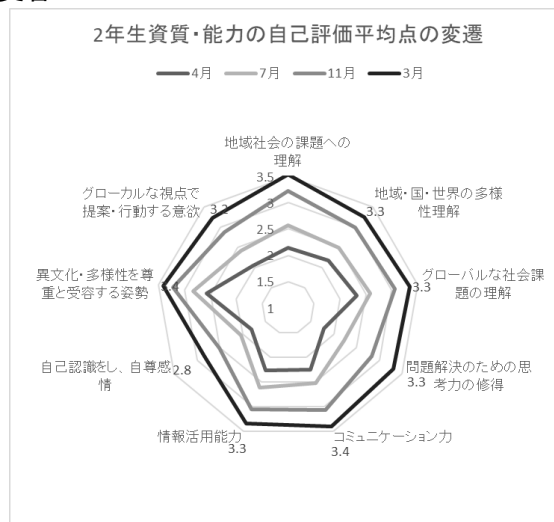 2年生資質・能力の自己評価平均点の変遷
4月 7月 11月 3月
地域社会の課題への
理解
3.5
3
2.5
2
1.5
1
地域・国・世界の多様
性理解
3.3
グローバルな社会課
題の理解
3.3
問題解決のための思
考力の修得
3.3
コミュニケーション力
3.4
情報活用能力
3.3
自己認識をし、自尊感
情
2.8
異文化・多様性を尊
重と受容する姿勢
3.4
グローカルな視点で
提案・行動する意欲
3.2